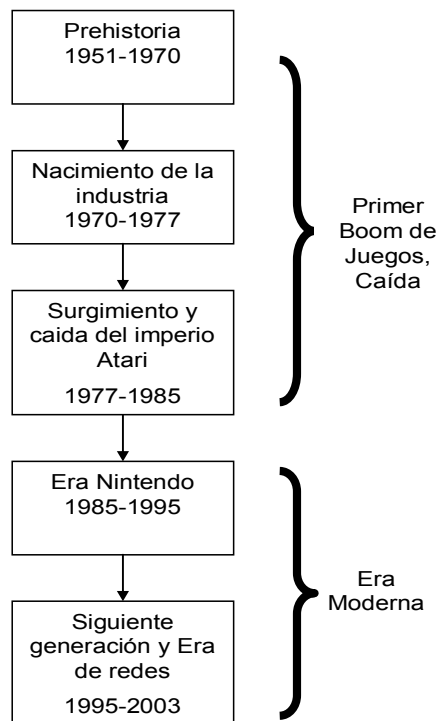 Prehistoria
1951-1970
Nacimiento de la
industria
1970-1977
Surgimiento y
caida del imperio
Atari
1977-1985
Primer
Boom de
Juegos,
Caída
Era Nintendo
1985-1995
Siguiente
generación y Era
de redes
1995-2003
Era
Moderna